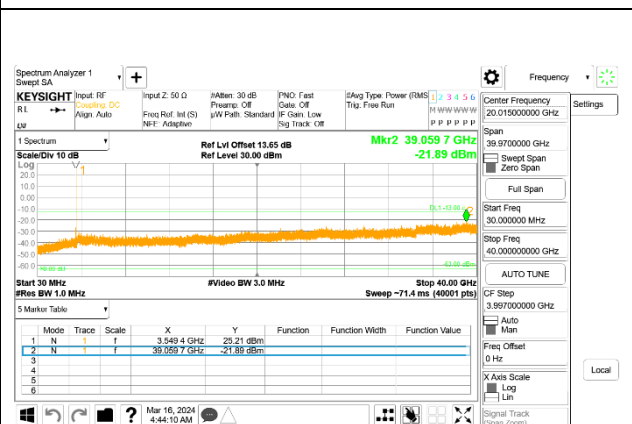 Spectrum Analyzer 1
Swept SA
Frequency
KEYSIGHT Input: RF Input Z: 50 Ω #Atten: 30 dB PNO: Fast #Avg Type: Power (RMS 1 2 3 4 5 6
R L Coupling: DC Preamp: Off Gate: Off Trig: Free Run M W W W W W
Align: Auto Freq Ref: Int (S) µW Path: Standard IF Gain: Low P P P P P P
NFE: Adaptive Sig Track: Off
1 Spectrum Ref Lvl Offset 13.65 dB Mkr2 39.059 7 GHz
Scale/Div 10 dB Ref Level 30.00 dBm -21.89 dBm
Log
1
20.0
10.0
0.00
-10.0
DL1 -13.00
2
-20.0
-30.0
-40.0
-50.0
-60.0
Start 30 MHz #Video BW 3.0 MHz Stop 40.00 GHz
#Res BW 1.0 MHz Sweep ~71.4 ms (40001 pts)
5 Marker Table
Mode Trace Scale X Y Function Function Width Function Value
1 N 1 f 3.549 4 GHz 25.21 dBm
2 N 1 f 39.059 7 GHz -21.89 dBm
3
4
5
6
? Mar 16, 2024
4:44:10 AM
Center Frequency
20.015000000 GHz
Settings
Span
39.9700000 GHz
Swept Span
Zero Span
Full Span
Start Freq
30.000000 MHz
Stop Freq
40.000000000 GHz
AUTO TUNE
CF Step
3.997000000 GHz
Auto
Man
Freq Offset
0 Hz
X Axis Scale
Log
Lin
Local
Signal Track
(Span Zoom)